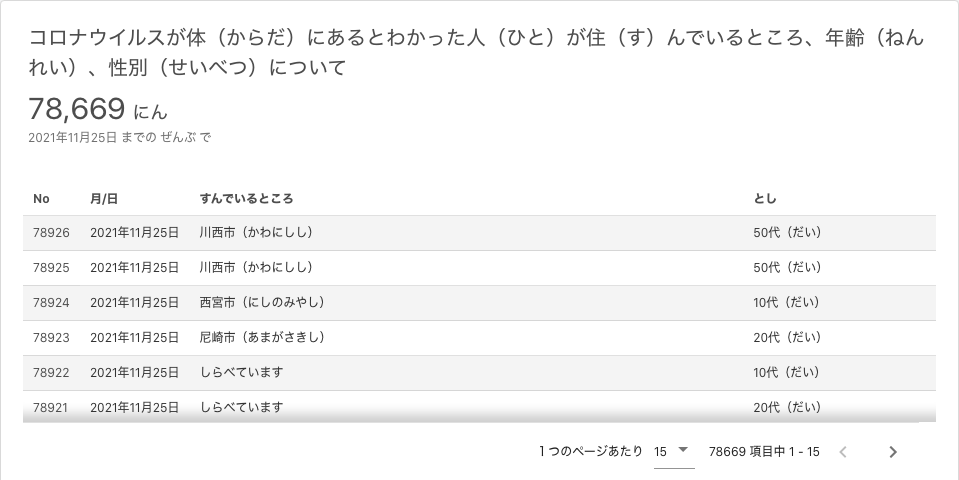 コロナウイルスが体（からだ）にあるとわかった人（ひと）が住（す）んでいるところ、年齢（ねん
れい）、性別（せいべつ）について
78,669 にん
2021年11月25日 までの ぜんぶ で
No 月/日 すんでいるところ とし
78926 2021年11月25日 川西市（かわにしし） 50代（だい）
78925 2021年11月25日 川西市（かわにしし） 50代（だい）
78924 2021年11月25日 西宮市（にしのみやし） 10代（だい）
78923 2021年11月25日 尼崎市（あまがさきし） 20代（だい）
78922 2021年11月25日 しらべています 10代（だい）
78921 2021年11月25日 しらべています 20代（だい）
1 つのページあたり 15 78669 項目中 1 - 15